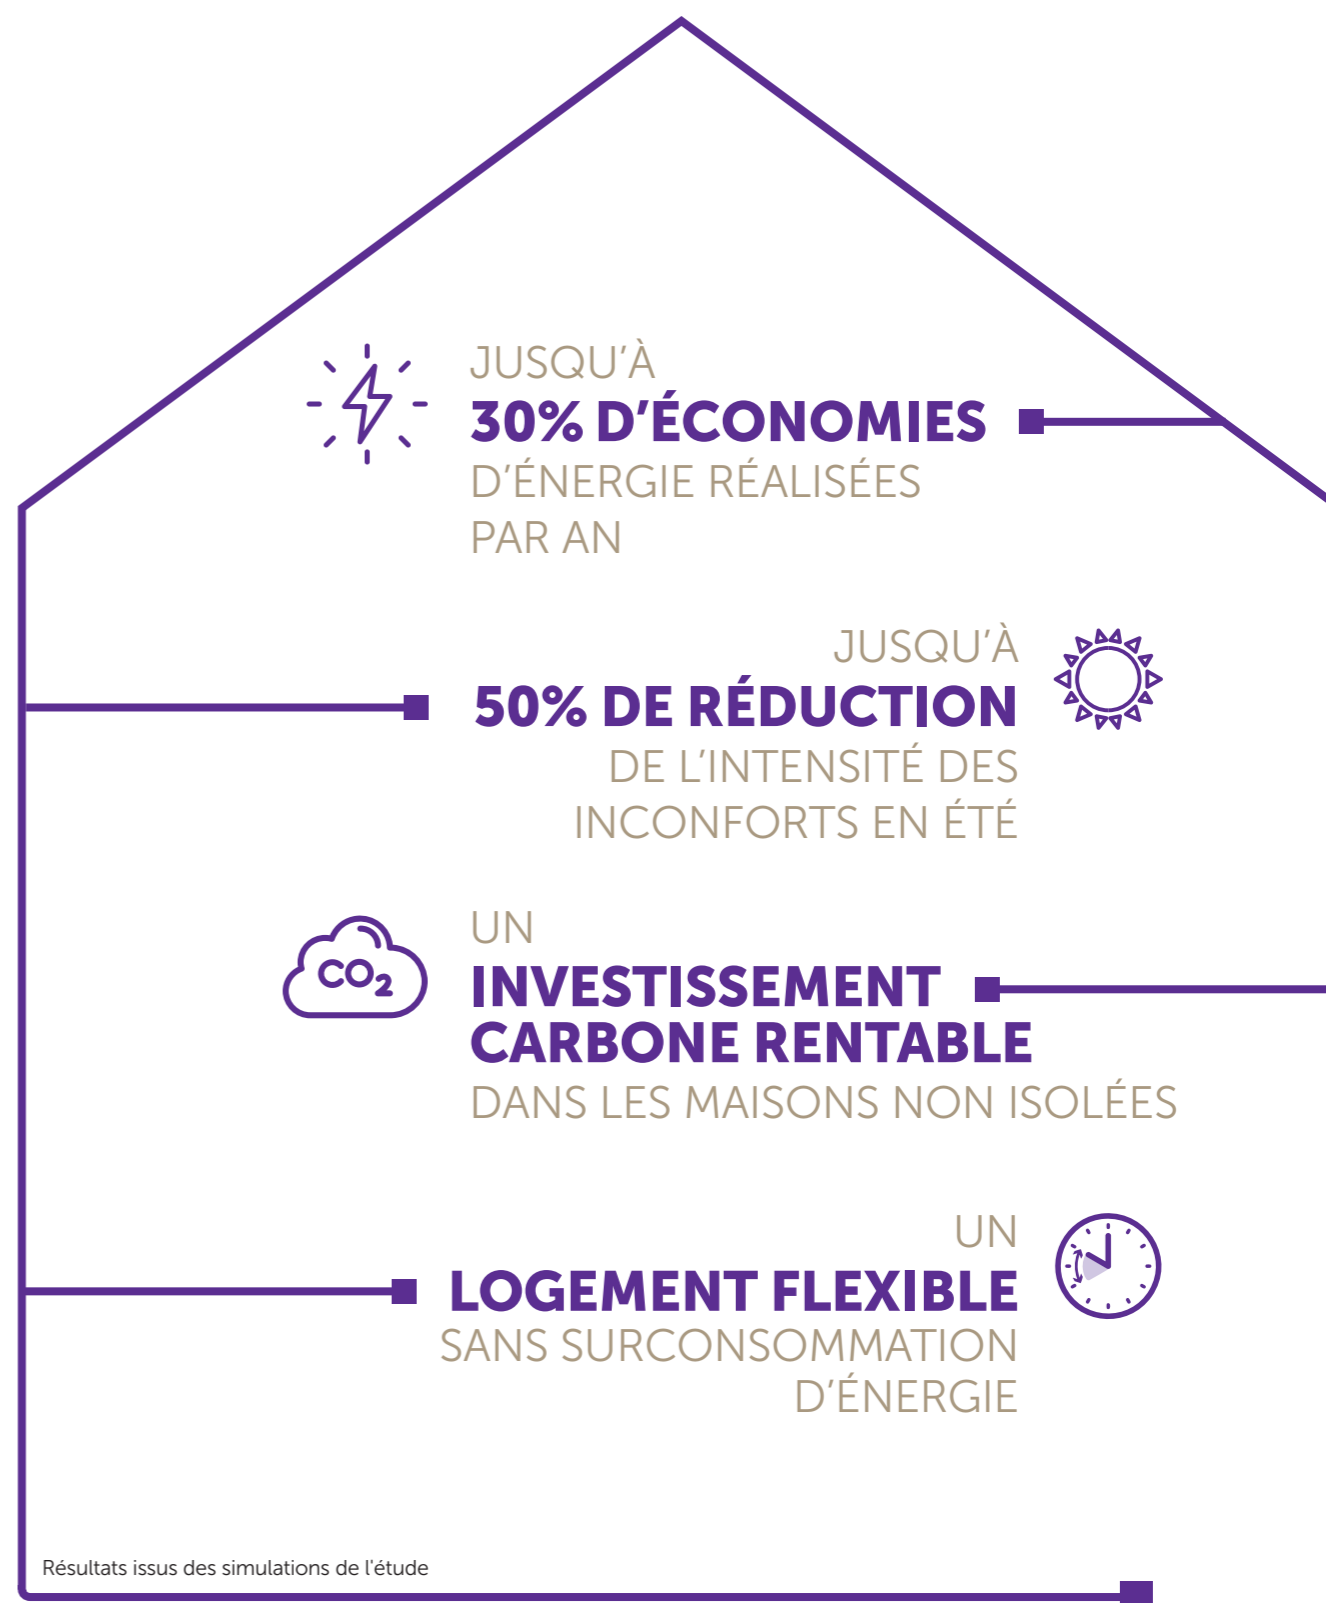 JUSQU’À
30% D’ÉCONOMIES
D’ÉNERGIE RÉALISÉES
PAR AN
JUSQU’À
50% DE RÉDUCTION
DE L’INTENSITÉ DES
INCONFORTS EN ÉTÉ
CO₂
UN
INVESTISSEMENT
CARBONE RENTABLE
DANS LES MAISONS NON ISOLÉES
UN
LOGEMENT FLEXIBLE
SANS SURCONSOMMATION
D’ÉNERGIE
Résultats issus des simulations de l'étude